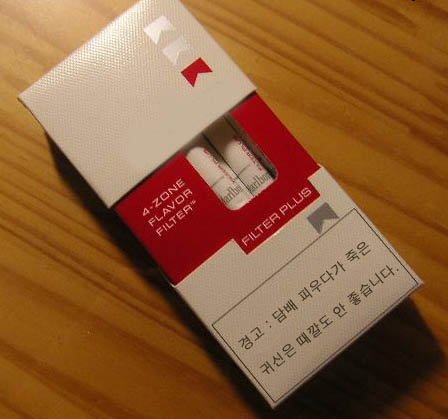 4-ZONE
FLAVOR
FILTER™
FILTER PLUS
경고 : 담배 피우다가 죽은
귀신은 때깔도 안 좋습니다.